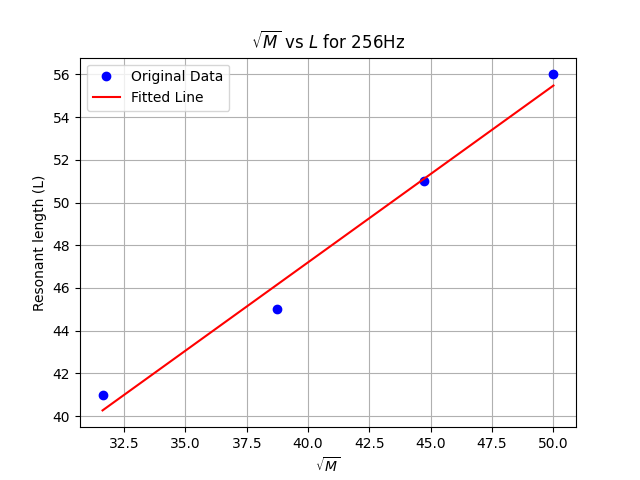 √M vs L for 256Hz
Original Data
Fitted Line
56
54
52
50
48
46
44
42
40
Resonant length (L)
32.5 35.0 37.5 40.0 42.5 45.0 47.5 50.0
√M